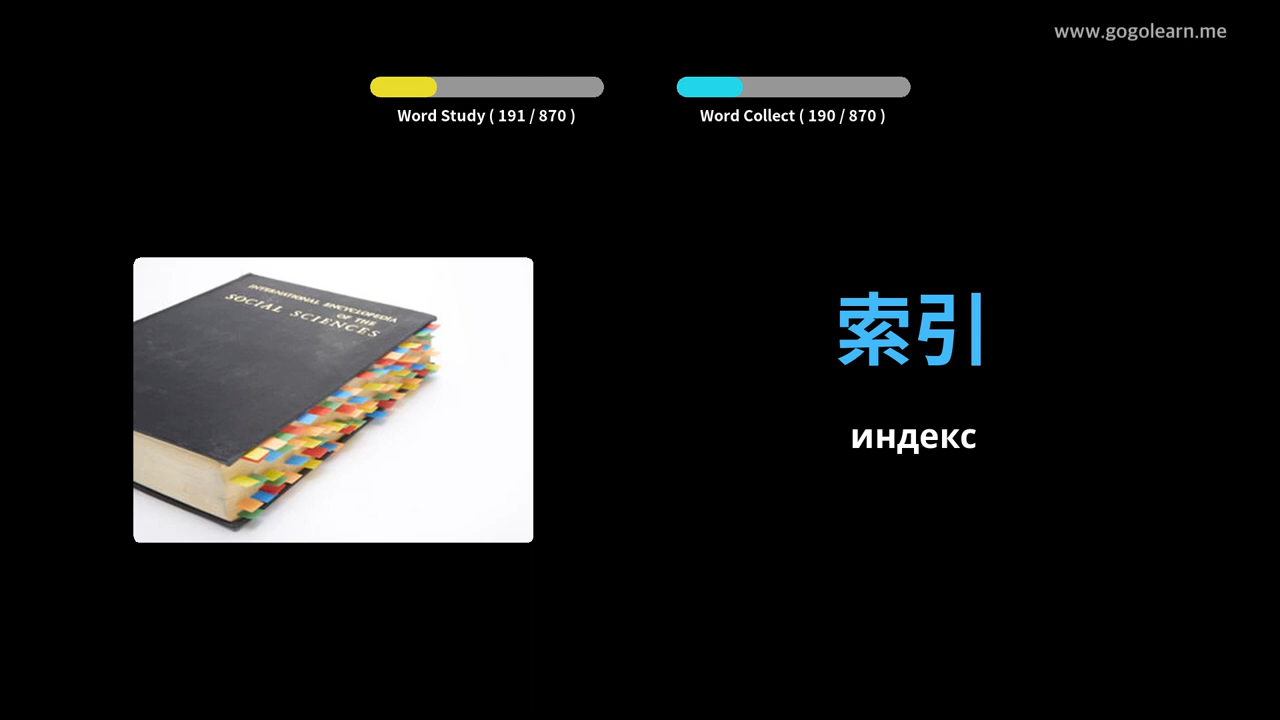 www.gogolearn.me
Word Study ( 191 / 870 )
Word Collect ( 190 / 870 )
INTERNATIONAL ENCYCLOPEDIA
OF THE
SOCIAL SCIENCES
索引
индекс